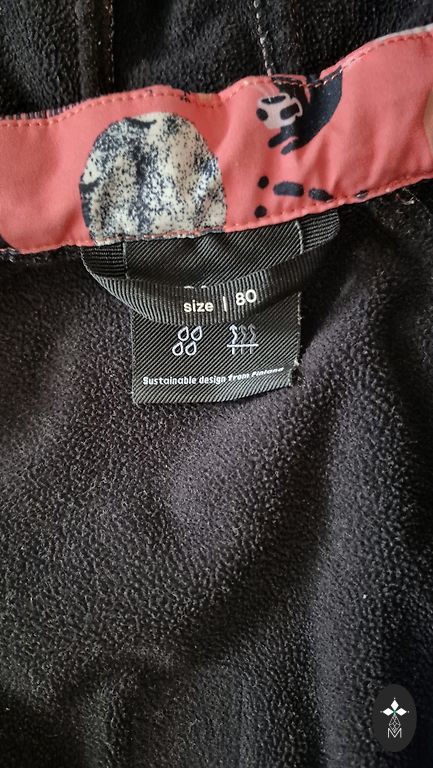 size | 80
Sustainable design from Finland
M